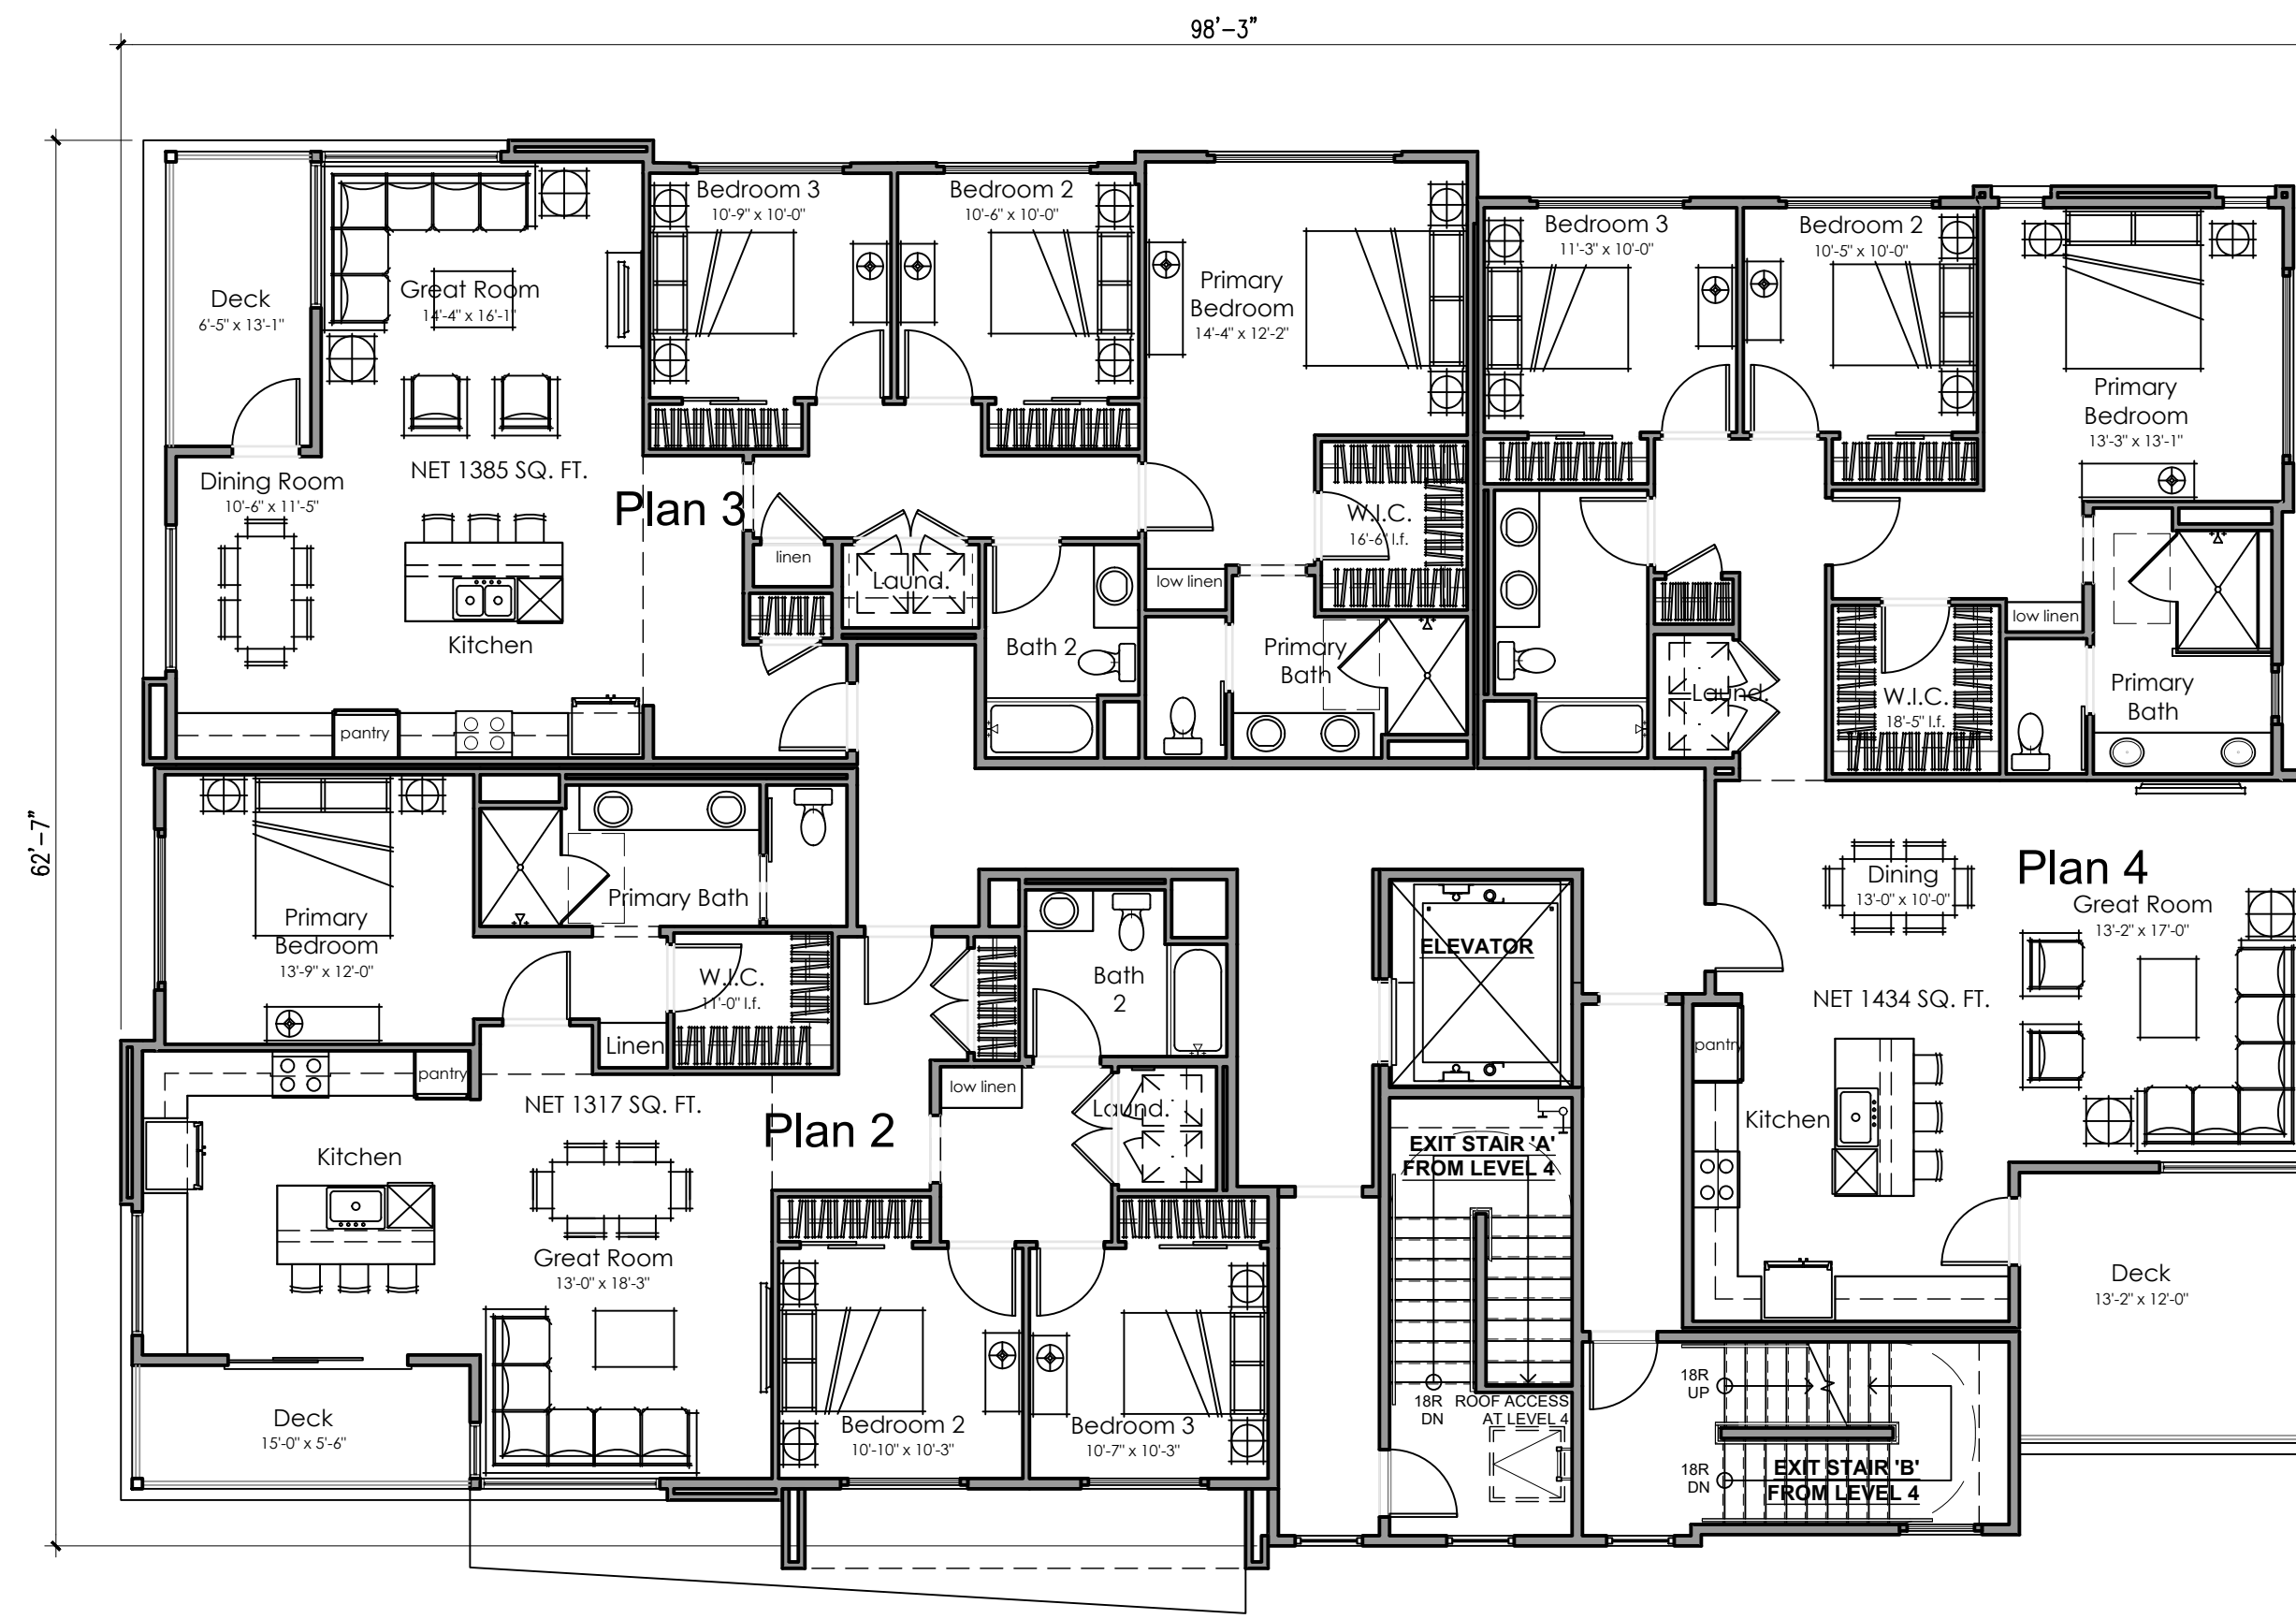 98'-3"
62'-7"
Deck
6'-5" x 13'-1"
Great Room
14'-4" x 16'-1"
Bedroom 3
10'-9" x 10'-0"
Bedroom 2
10'-6" x 10'-0"
Primary
Bedroom
14'-4" x 12'-2"
NET 1385 SQ. FT.
Dining Room
10'-6" x 11'-5"
Plan 3
Kitchen
pantry
linen
Laund.
Bath 2
low linen
W.I.C.
16'-6" l.f.
Primary
Bath
Bedroom 3
11'-3" x 10'-0"
Bedroom 2
10'-5" x 10'-0"
Primary
Bedroom
13'-3" x 13'-1"
Laund.
W.I.C.
18'-5" l.f.
low linen
Primary
Bath
Plan 4
Dining
13'-0" x 10'-0"
Great Room
13'-2" x 17'-0"
NET 1434 SQ. FT.
pantry
Kitchen
Deck
13'-2" x 12'-0"
Primary
Bedroom
13'-9" x 12'-0"
Primary Bath
W.I.C.
11'-0" l.f.
Linen
Bath
2
low linen
Laund.
pantry
NET 1317 SQ. FT.
Plan 2
Kitchen
Great Room
13'-0" x 18'-3"
Deck
15'-0" x 5'-6"
Bedroom 2
10'-10" x 10'-3"
Bedroom 3
10'-7" x 10'-3"
ELEVATOR
EXIT STAIR 'A'
FROM LEVEL 4
18R
DN
ROOF ACCESS
AT LEVEL 4
18R
UP
18R
DN
EXIT STAIR 'B'
FROM LEVEL 4